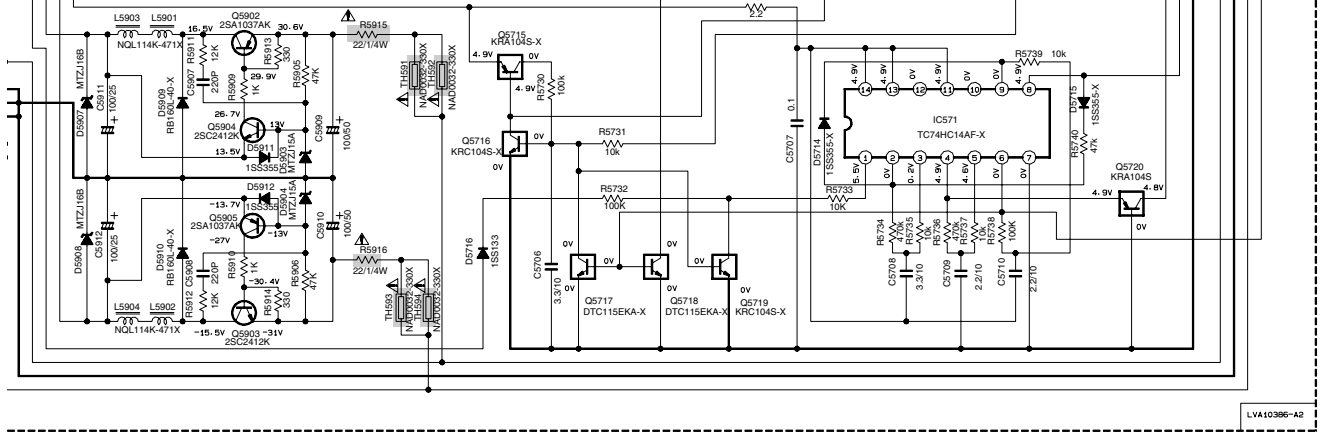 L5903
L5901
NQL114K-471X
16.5V
Q5902
2SA1037AK
30.6V
R5915
22/1/4W
2.2
R5911
12K
R5913
330
R5905
47K
C5907
220P
R5909
1K
29.9V
MTZJ16B
D5907
C5911
100/25
D5909
RB160L-40-X
26.7V
Q5904
2SC2412K
13V
13.5V
D5911
1SS355
D5903
MTZJ15A
C5909
100/50
TH591
NAD0032-330X
TH592
NAD0032-330X
Q5715
KRA104S-X
4.9V
0V
4.9V
R5730
100k
Q5716
KRC104S-X
0V
0V
R5731
10k
C5707
0.1
D5714
1SS355-X
R5739 10k
4.9V
4.9V
0V
4.9V
0V
0V
4.9V
14
13
12
11
10
9
8
IC571
TC74HC14AF-X
1
2
3
4
5
6
7
5.5V
0V
0.2V
4.9V
4.6V
0V
0V
D5715
1SS355-X
R5740
47k
Q5720
KRA104S
4.9V
4.8V
0V
MTZJ16B
D5908
C5912
100/25
-13.7V
D5912
1SS355
D5904
MTZJ15A
Q5905
2SA1037AK
-13V
-27V
C5910
100/50
D5910
RB160L-40-X
C5908
220P
R5910
1K
R5906
47K
R5912
12K
-30.4V
R5914
330
L5904
L5902
NQL114K-471X
-15.5V
Q5903
2SC2412K
-31V
R5916
22/1/4W
TH593
NAD0032-330X
TH594
NAD0032-330X
D5716
1SS133
R5732
100K
C5706
3.3/10
0V
0V
Q5717
DTC115EKA-X
0V
0V
Q5718
DTC115EKA-X
0V
0V
Q5719
KRC104S-X
R5733
10K
R5734
470k
R5735
10k
R5736
470k
R5737
10k
R5738
100K
C5708
3.3/10
C5709
2.2/10
C5710
2.2/10
LVA10386-A2